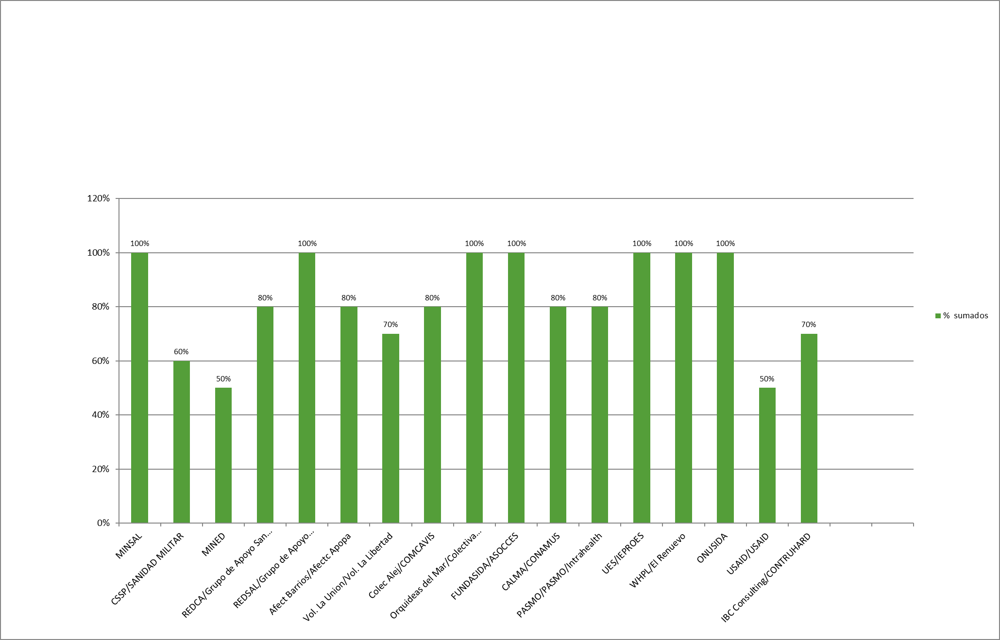 120%
100%
80%
60%
40%
20%
0%
100%
60%
50%
80%
100%
80%
70%
80%
100%
100%
80%
80%
100%
100%
100%
50%
70%
MINSAL
CSSP/SANIDAD MILITAR
MINED
REDCA/Grupo de Apoyo San...
REDSAL/Grupo de Apoyo...
Afect Barrios/Afectc Apopa
Vol. La Union/Vol. La Libertad
Colec Alej/COMCAVIS
Orquideas del Mar/Colectiva...
FUNDASIDA/ASOCCES
CALMA/CONAMUS
PASMO/PASMO/Intrahealth
UES/IEPROES
WHPL/El Renuevo
ONUSIDA
USAID/USAID
IBC Consulting/CONTRUHARD
% sumados